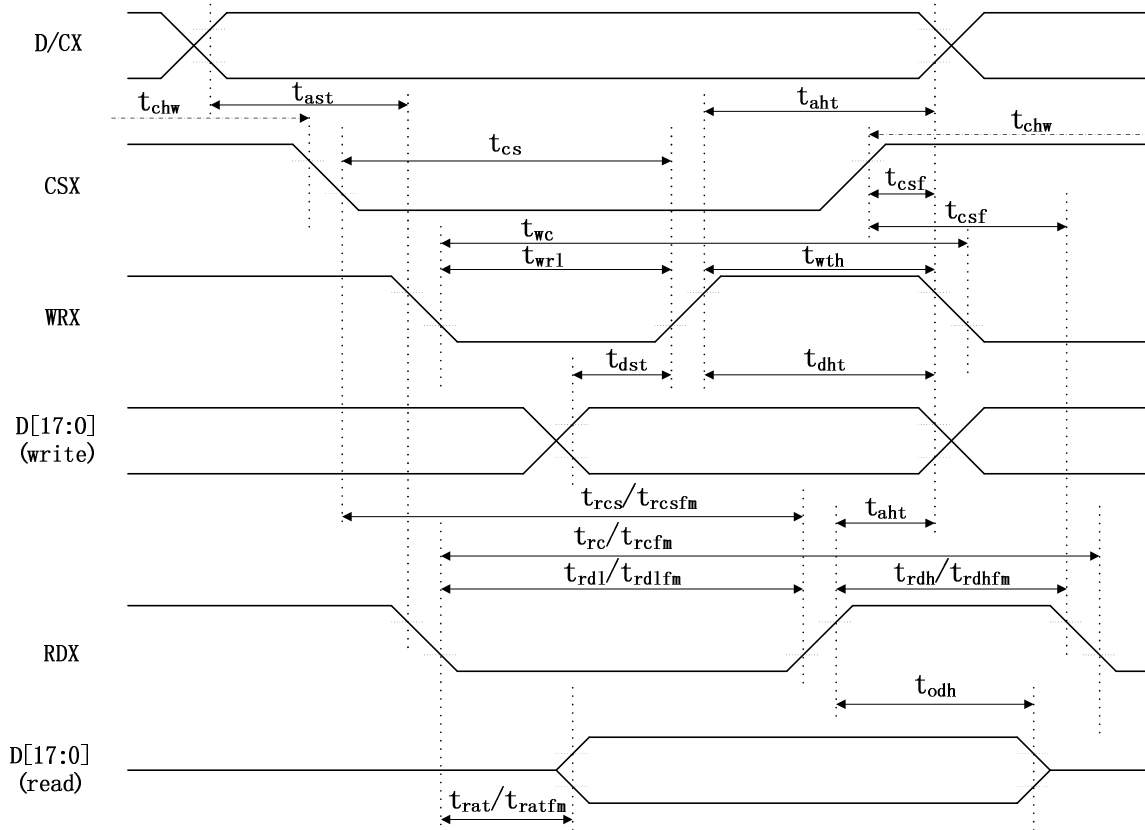 D/CX
t_chw
t_ast
t_aht
t_chw
t_cs
CSX
t_csf
t_csf
t_wc
t_wrl
t_wth
WRX
t_dst
t_dht
D[17:0]
(write)
t_rcs/t_rcsfm
t_aht
t_rc/t_rcfm
t_rdl/t_rdlfm
t_rdh/t_rdhfm
RDX
t_odh
D[17:0]
(read)
t_rat/t_ratfm